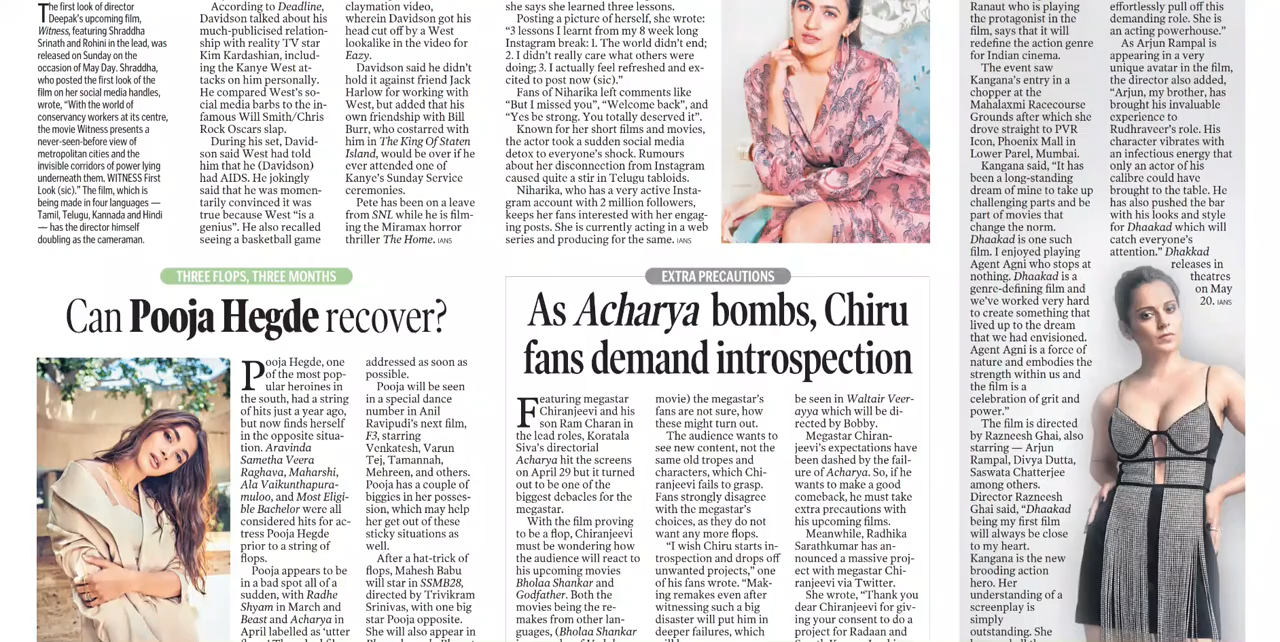 The first look of director
Deepak's upcoming film,
Witness, featuring Shraddha
Srinath and Rohini in the lead, was
released on Sunday on the
occasion of May Day. Shraddha,
who posted the first look of the
film on her social media handles,
wrote, "With the world of
conservancy workers at its centre,
the movie Witness presents a
never-seen-before view of
metropolitan cities and the
invisible corridors of power lying
underneath them. WITNESS First
Look (sic)." The film, which is
being made in four languages —
Tamil, Telugu, Kannada and Hindi
— has the director himself
doubling as the cameraman.
According to Deadline,
Davidson talked about his
much-publicised relation-
ship with reality TV star
Kim Kardashian, includ-
ing the Kanye West at-
tacks on him personally.
He compared West's so-
cial media barbs to the in-
famous Will Smith/Chris
Rock Oscars slap.
During his set, David-
son said West had told
him that he (Davidson)
had AIDS. He jokingly
said that he was momen-
tarily convinced it was
true because West "is a
genius". He also recalled
seeing a basketball game
claymation video,
wherein Davidson got his
head cut off by a West
lookalike in the video for
Eazy.
Davidson said he didn't
hold it against friend Jack
Harlow for working with
West, but added that his
own friendship with Bill
Burr, who costarred with
him in The King Of Staten
Island, would be over if he
ever attended one of
Kanye's Sunday Service
ceremonies.
Pete has been on a leave
from SNL while he is film-
ing the Miramax horror
thriller The Home. IANS
she says she learned three lessons.
Posting a picture of herself, she wrote:
"3 lessons I learnt from my 8 week long
Instagram break: 1. The world didn't end;
2. I didn't really care what others were
doing; 3. I actually feel refreshed and ex-
cited to post now (sic)."
Fans of Niharika left comments like
"But I missed you", "Welcome back", and
"Yes be strong. You totally deserved it".
Known for her short films and movies,
the actor took a sudden social media
detox to everyone's shock. Rumours
about her disconnection from Instagram
caused quite a stir in Telugu tabloids.
Niharika, who has a very active Insta-
gram account with 2 million followers,
keeps her fans interested with her engag-
ing posts. She is currently acting in a web
series and producing for the same. IANS
Ranaut who is playing
the protagonist in the
film, says that it will
redefine the action genre
for Indian cinema.
The event saw
Kangana's entry in a
chopper at the
Mahalaxmi Racecourse
Grounds after which she
drove straight to PVR
Icon, Phoenix Mall in
Lower Parel, Mumbai.
Kangana said, "It has
been a long-standing
dream of mine to take up
challenging parts and be
part of movies that
change the norm.
Dhaakad is one such
film. I enjoyed playing
Agent Agni who stops at
nothing. Dhaakad is a
genre-defining film and
we've worked very hard
to create something that
lived up to the dream
that we had envisioned.
Agent Agni is a force of
nature and embodies the
strength within us and
the film is a
celebration of grit and
power."
The film is directed
by Razneesh Ghai, also
starring — Arjun
Rampal, Divya Dutta,
Saswata Chatterjee
among others.
Director Razneesh
Ghai said, "Dhaakad
being my first film
will always be close
to my heart.
Kangana is the new
brooding action
hero. Her
understanding of a
screenplay is
simply
outstanding. She
effortlessly pull off this
demanding role. She is
an acting powerhouse."
As Arjun Rampal is
appearing in a very
unique avatar in the film,
the director also added,
"Arjun, my brother, has
brought his invaluable
experience to
Rudhraveer's role. His
character vibrates with
an infectious energy that
only an actor of his
calibre could have
brought to the table. He
has also pushed the bar
with his looks and style
for Dhaakad which will
catch everyone's
attention." Dhakkad
releases in
theatres
on May
20. IANS
THREE FLOPS, THREE MONTHS
Can Pooja Hegde recover?
Pooja Hegde, one
of the most pop-
ular heroines in
the south, had a string
of hits just a year ago,
but now finds herself
in the opposite situa-
tion. Aravinda
Sametha Veera
Raghava, Maharshi,
Ala Vaikunthapura-
muloo, and Most Eligi-
ble Bachelor were all
considered hits for ac-
tress Pooja Hegde
prior to a string of
flops.
Pooja appears to be
in a bad spot all of a
sudden, with Radhe
Shyam in March and
Beast and Acharya in
April labelled as 'utter
addressed as soon as
possible.
Pooja will be seen
in a special dance
number in Anil
Ravipudi's next film,
F3, starring
Venkatesh, Varun
Tej, Tamannah,
Mehreen, and others.
Pooja has a couple of
biggies in her posses-
sion, which may help
her get out of these
sticky situations as
well.
After a hat-trick of
flops, Mahesh Babu
will star in SSMB28,
directed by Trivikram
Srinivas, with one big
star Pooja opposite.
She will also appear in
EXTRA PRECAUTIONS
As Acharya bombs, Chiru
fans demand introspection
Featuring megastar
Chiranjeevi and his
son Ram Charan in
the lead roles, Koratala
Siva's directorial
Acharya hit the screens
on April 29 but it turned
out to be one of the
biggest debacles for the
megastar.
With the film proving
to be a flop, Chiranjeevi
must be wondering how
the audience will react to
his upcoming movies
Bholaa Shankar and
Godfather. Both the
movies being the re-
makes from other lan-
guages, (Bholaa Shankar
movie) the megastar's
fans are not sure, how
these might turn out.
The audience wants to
see new content, not the
same old tropes and
characters, which Chi-
ranjeevi fails to grasp.
Fans strongly disagree
with the megastar's
choices, as they do not
want any more flops.
"I wish Chiru starts in-
trospection and drops off
unwanted projects," one
of his fans wrote. "Mak-
ing remakes even after
witnessing such a big
disaster will put him in
deeper failures, which
be seen in Waltair Veer-
ayya which will be di-
rected by Bobby.
Megastar Chiran-
jeevi's expectations have
been dashed by the fail-
ure of Acharya. So, if he
wants to make a good
comeback, he must take
extra precautions with
his upcoming films.
Meanwhile, Radhika
Sarathkumar has an-
nounced a massive proj-
ect with megastar Chi-
ranjeevi via Twitter.
She wrote, "Thank you
dear Chiranjeevi for giv-
ing your consent to do a
project for Radaan and